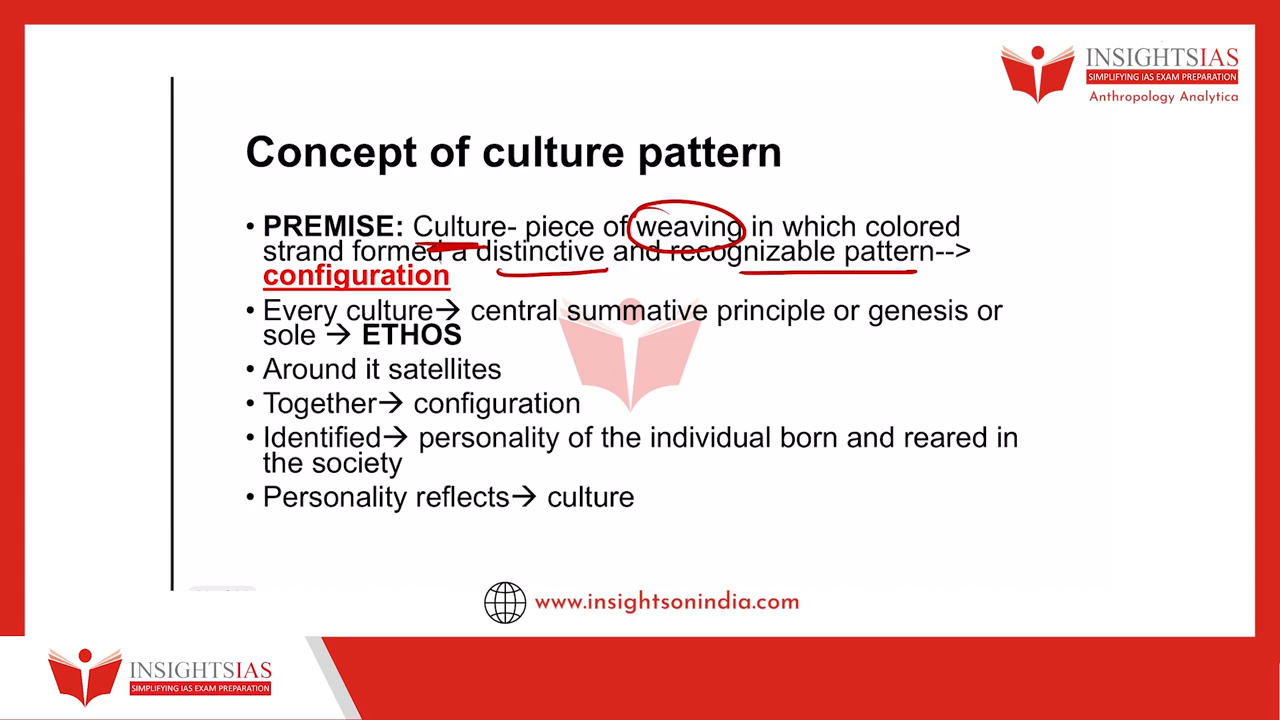 INSIGHTSIAS
SIMPLIFYING IAS EXAM PREPARATION
Anthropology Analytica
Concept of culture pattern
• PREMISE: Culture- piece of weaving in which colored
strand formed a distinctive and recognizable pattern-->
configuration
• Every culture→ central summative principle or genesis or
sole → ETHOS
• Around it satellites
• Together→ configuration
• Identified→ personality of the individual born and reared in
the society
• Personality reflects→ culture
www.insightsonindia.com
INSIGHTSIAS
SIMPLIFYING IAS EXAM PREPARATION